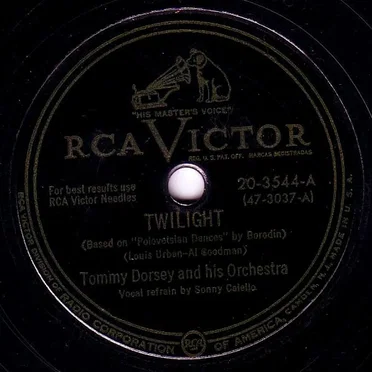 "HIS MASTER'S VOICE"
RCA VICTOR
REG. U. S. PAT. OFF. MARCAS REGISTRADAS
For best results use
RCA Victor Needles
20-3544-A
(47-3037-A)
TWILIGHT
(Based on "Polovetsian Dances" by Borodin)
(Louis Urban-Al Goodman)
Tommy Dorsey and his Orchestra
Vocal refrain by Sonny Calello
RCA VICTOR DIVISION OF RADIO CORPORATION OF AMERICA, CAMDEN, N. J. MADE IN U.S.A.
RCA